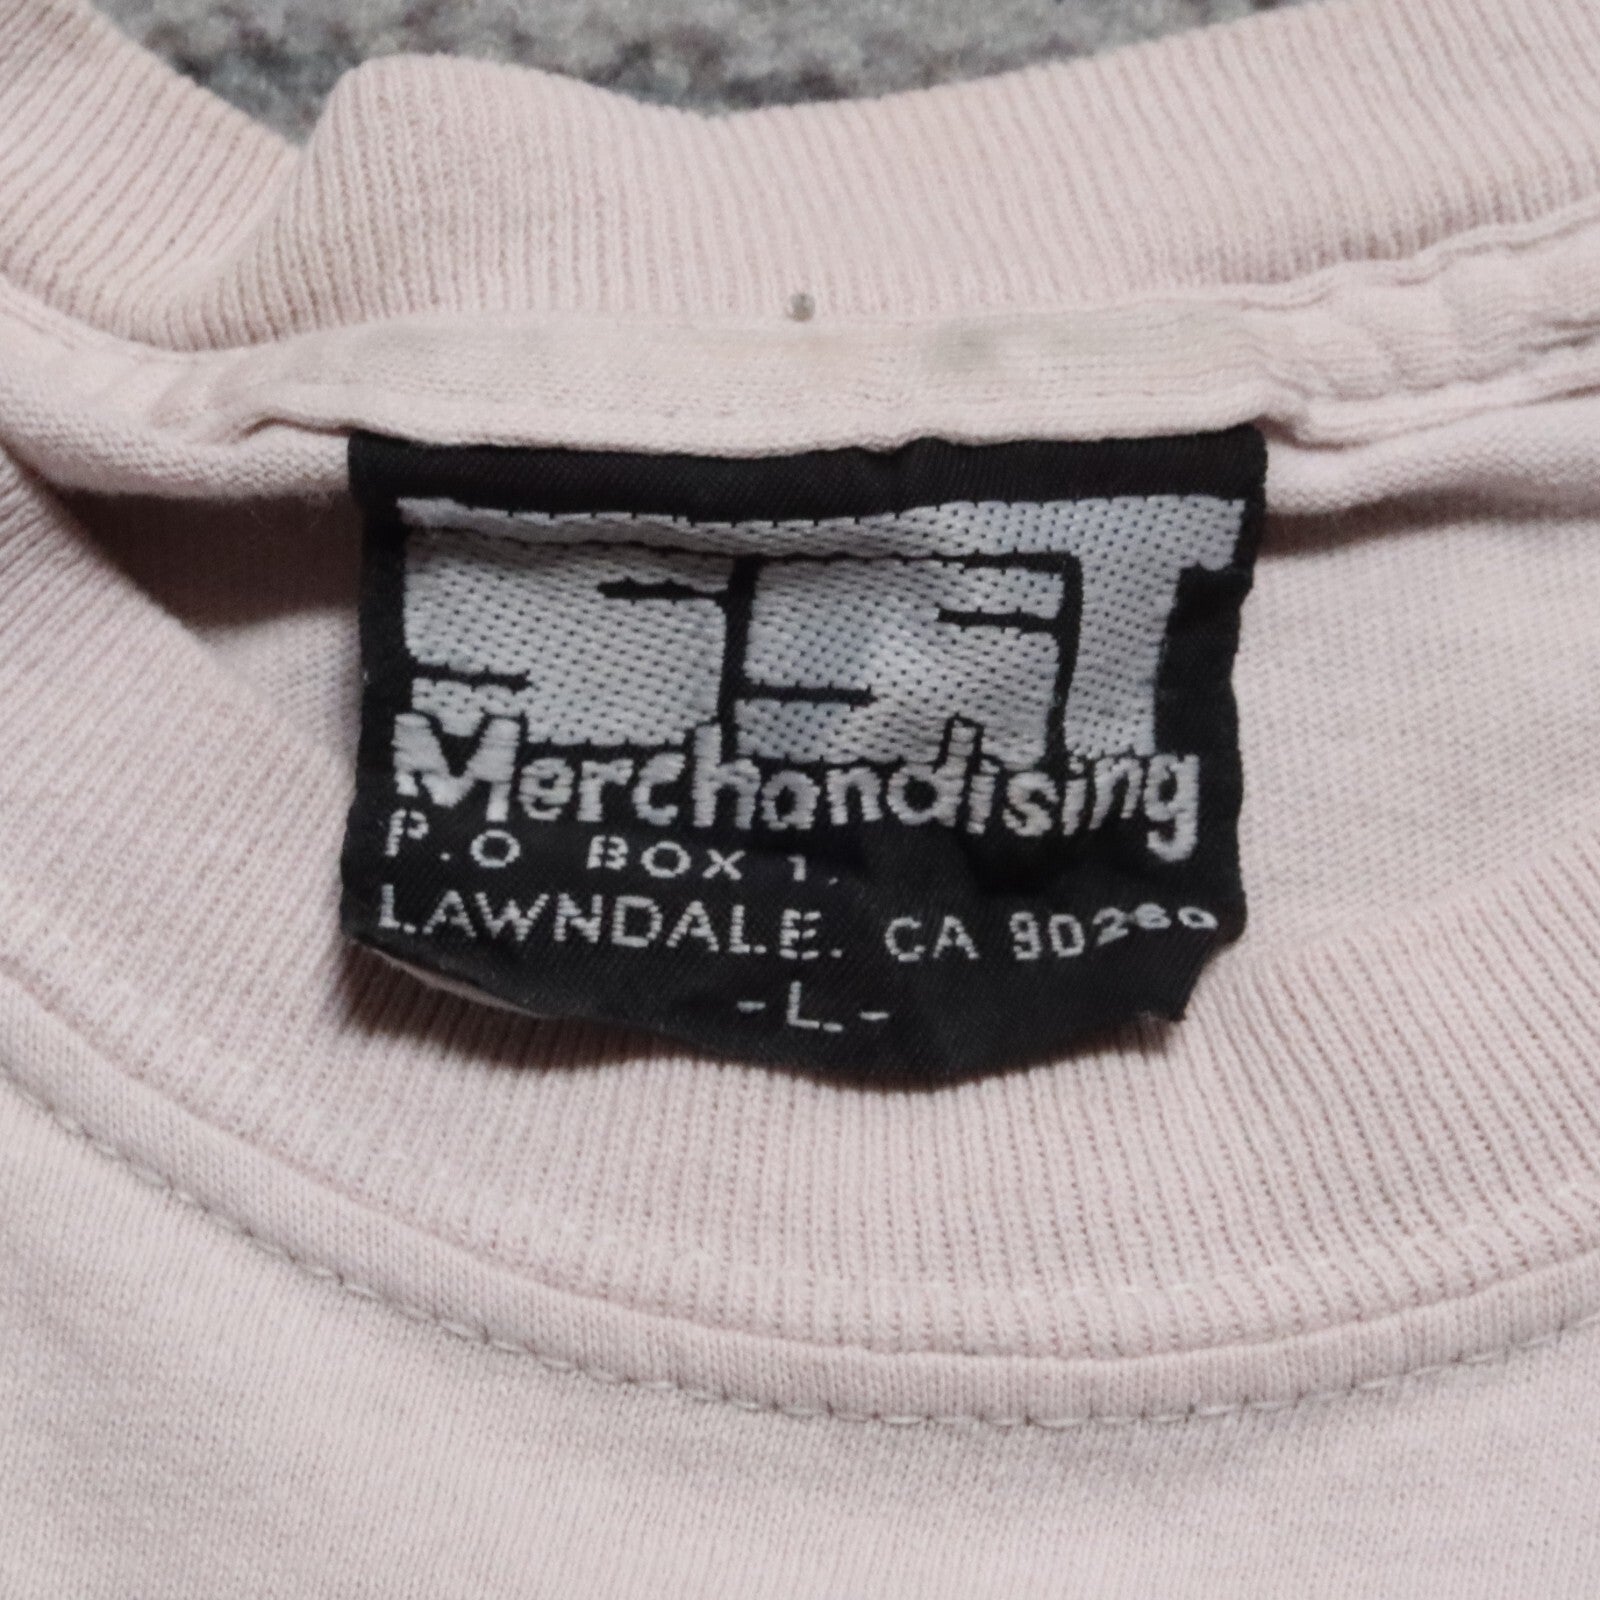 SST
Merchandising
P.O BOX 1.
LAWNDALE. CA 90260
-L.-